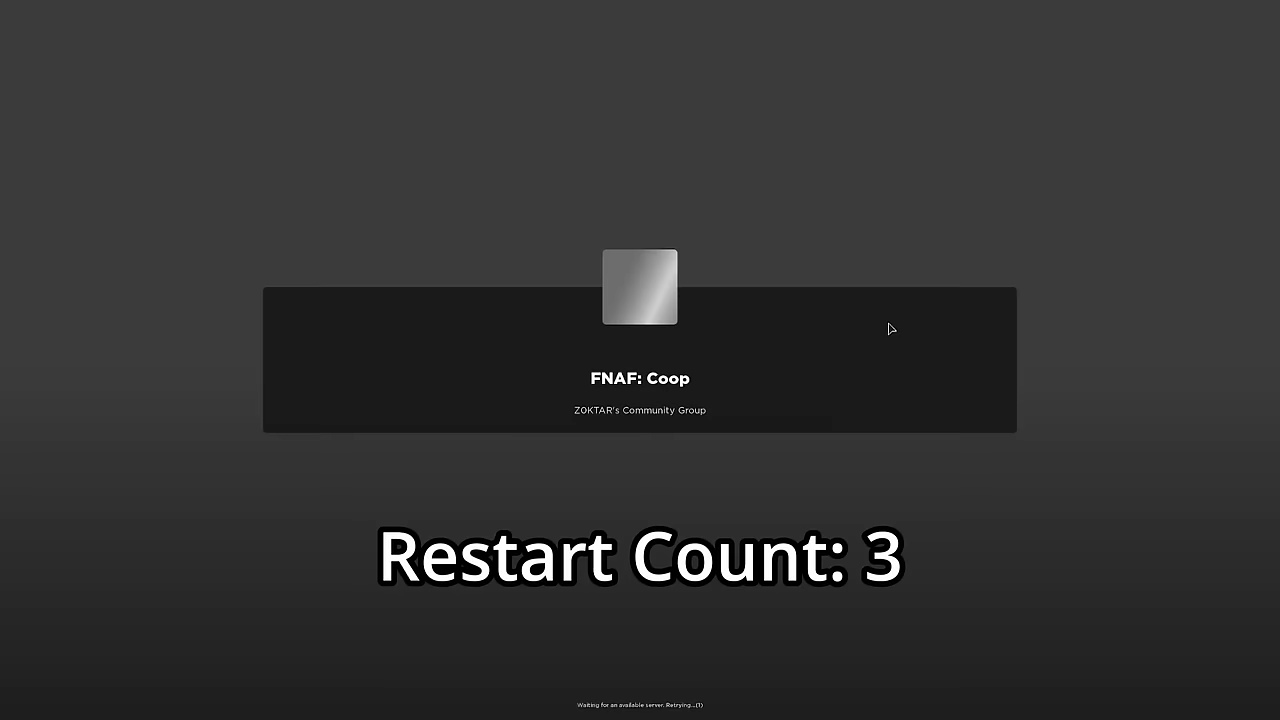 FNAF: Coop
Z0KTAR's Community Group
Restart Count: 3
Waiting for an available server. Retrying...(1)